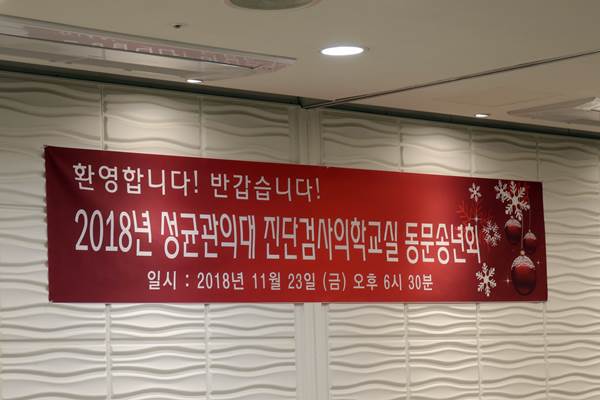 환영합니다! 반갑습니다!
2018년 성균관의대 진단검사의학교실 동문송년회
일시 : 2018년 11월 23일 (금) 오후 6시 30분